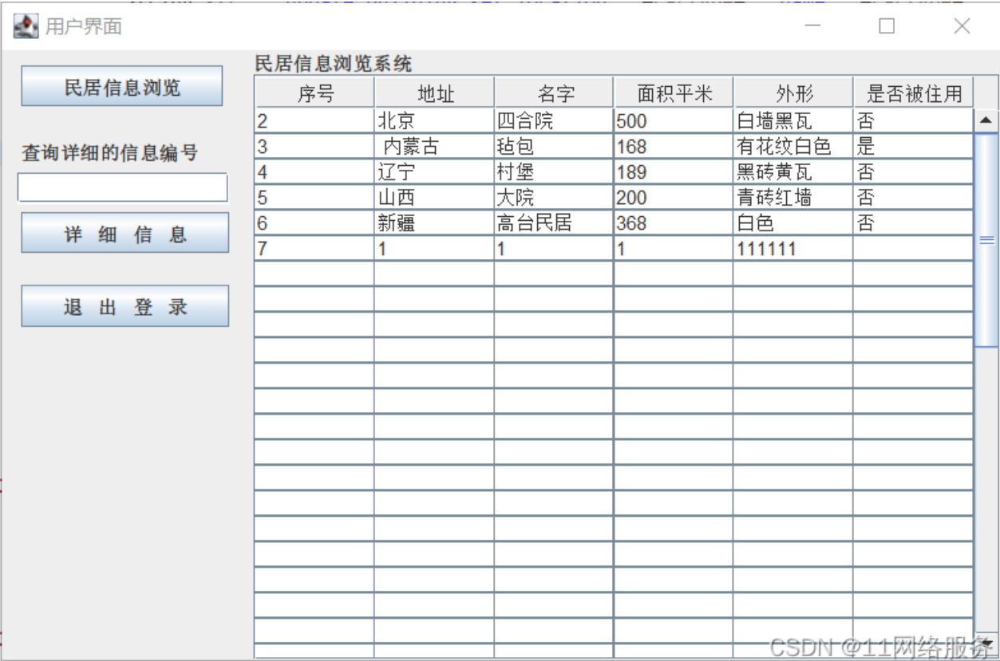 用户界面
民居信息浏览
查询详细的信息编号
详 细 信 息
退 出 登 录
民居信息浏览系统
序号 地址 名字 面积平米 外形 是否被住用
2 北京 四合院 500 白墙黑瓦 否
3 内蒙古 毡包 168 有花纹白色 是
4 辽宁 村堡 189 黑砖黄瓦 否
5 山西 大院 200 青砖红墙 否
6 新疆 高台民居 368 白色 否
7 1 1 1 111111
CSDN @11网络服务